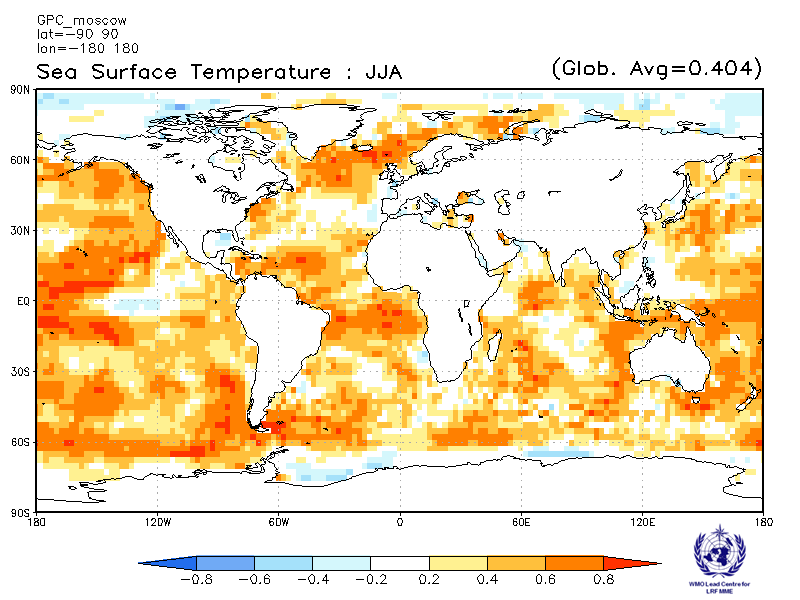 GPC_moscow
lat=-90 90
lon=-180 180
Sea Surface Temperature : JJA (Glob. Avg=0.404)
90N
60N
30N
EQ
30S
60S
90S
180 120W 60W 0 60E 120E 180
-0.8 -0.6 -0.4 -0.2 0.2 0.4 0.6 0.8
WMO Lead Centre for
LRF MME